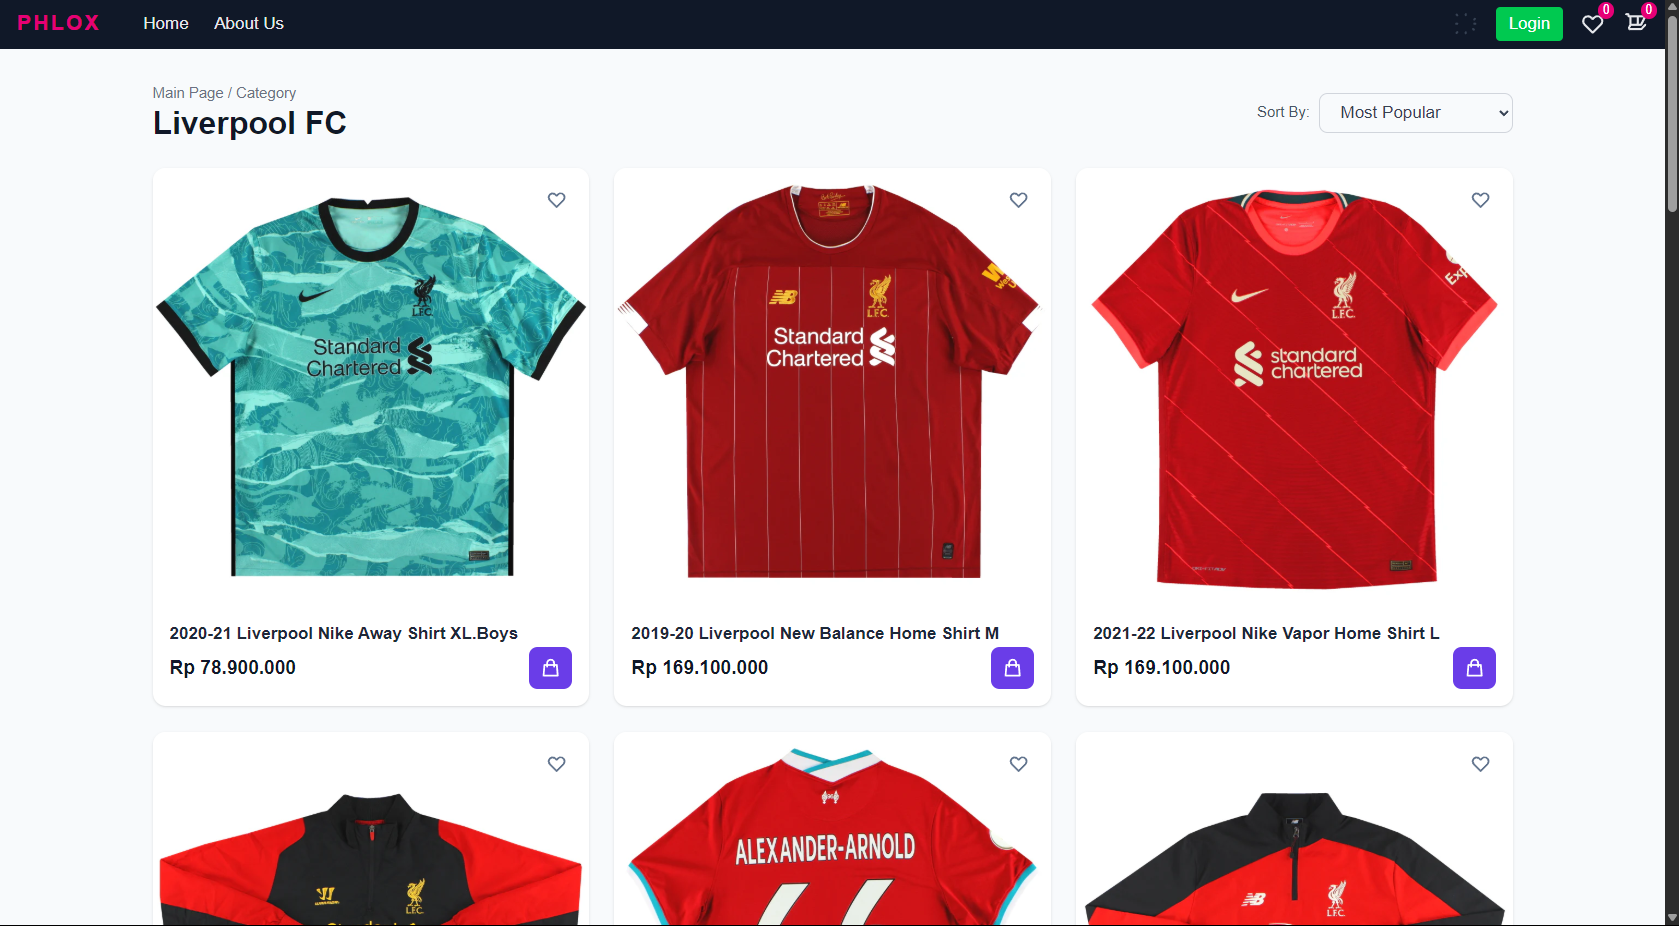 PHLOX
Home
About Us
Login
0
0
Main Page / Category
Liverpool FC
Sort By:
Most Popular
L.F.C.
Standard
Chartered
L.F.C.
Standard
Chartered
L.F.C.
Exp
standard
chartered
2020-21 Liverpool Nike Away Shirt XL.Boys
Rp 78.900.000
2019-20 Liverpool New Balance Home Shirt M
Rp 169.100.000
2021-22 Liverpool Nike Vapor Home Shirt L
Rp 169.100.000
L.F.C.
ALEXANDER-ARNOLD
L.F.C.